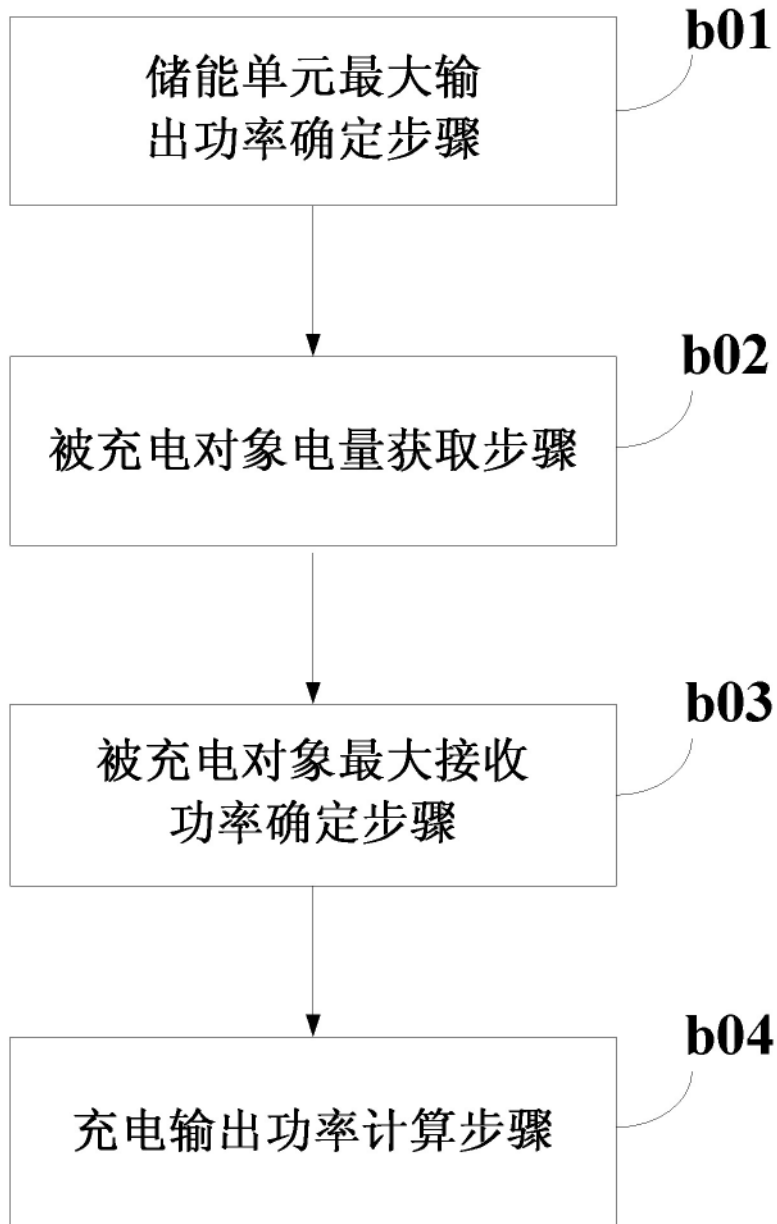 b01
储能单元最大输
出功率确定步骤
b02
被充电对象电量获取步骤
b03
被充电对象最大接收
功率确定步骤
b04
充电输出功率计算步骤